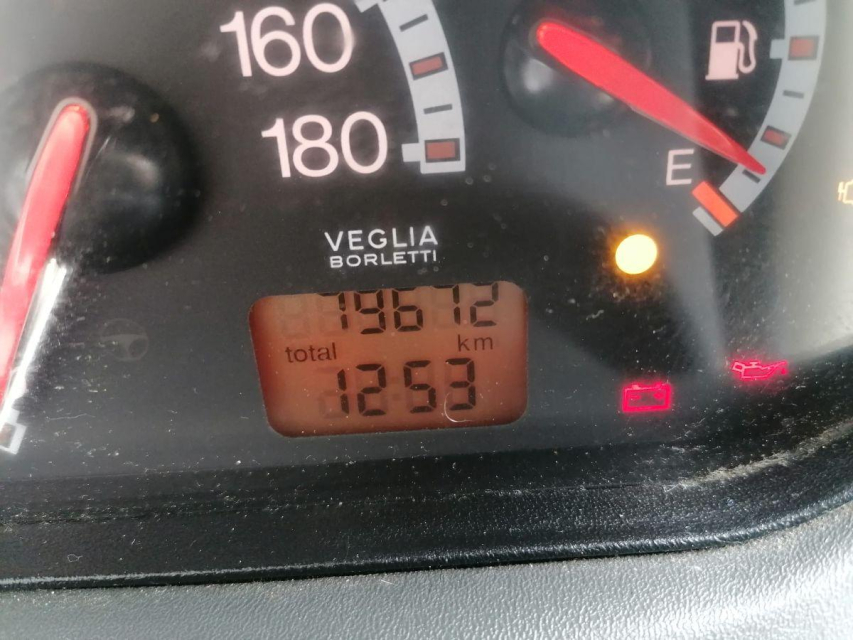 160
180
E
VEGLIA
BORLETTI
19612
total km
1253